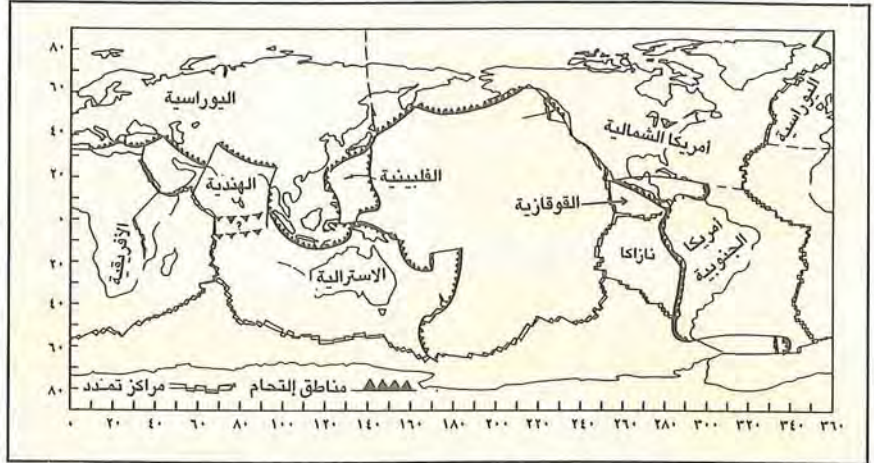 ٨٠
٦٠
٤٠
٢٠
٠
٢٠
٤٠
٦٠
٨٠
اليوراسية
اليوراسية
أمريكا الشمالية
الفلبينية
الهندية
؟
القوقازية
الأفريقية
أمريكا الجنوبية
نازاكا
الاسترالية
مناطق إلتحام
مراكز تمدد
٠ ٢٠ ٤٠ ٦٠ ٨٠ ١٠٠ ١٢٠ ١٤٠ ١٦٠ ١٨٠ ٢٠٠ ٢٢٠ ٢٤٠ ٢٦٠ ٢٨٠ ٣٠٠ ٣٢٠ ٣٤٠ ٣٦٠